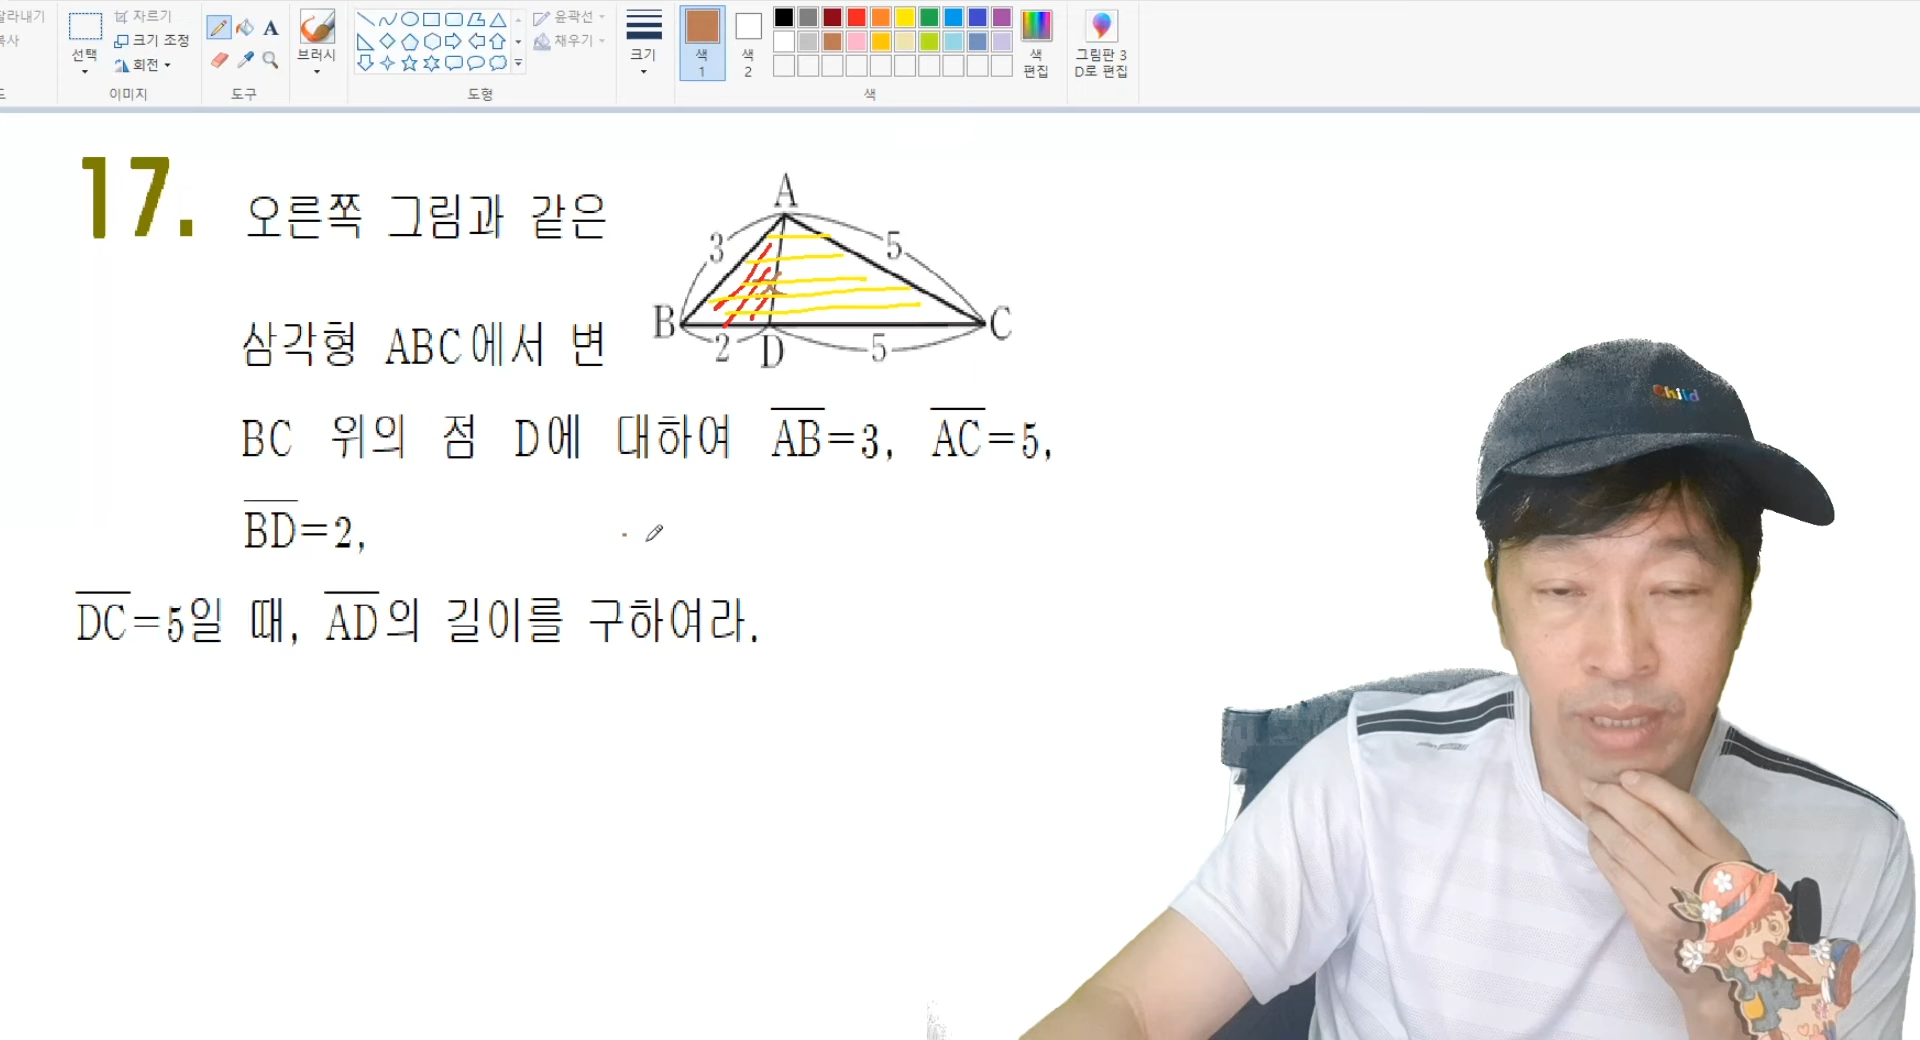 잘라내기
복사
선택
자르기
크기 조정
회전
이미지
A
도구
브러시
도형
윤곽선
채우기
크기
색
1
색
2
색
색
편집
그림판 3
D로 편집
17. 오른쪽 그림과 같은
삼각형 ABC에서 변
BC 위의 점 D에 대하여 AB=3, AC=5,
BD=2,
DC=5일 때, AD의 길이를 구하여라.
A
3
5
B
2
D
5
C
Child